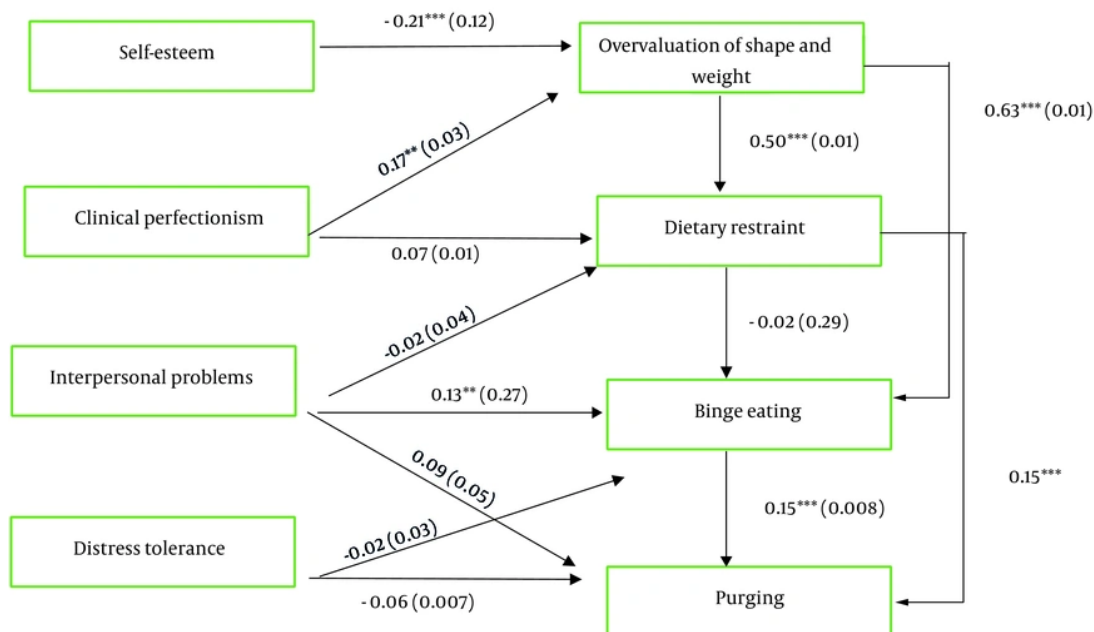 - 0.21*** (0.12)
Self-esteem
Overvaluation of shape and
weight
0.63*** (0.01)
0.17** (0.03)
0.50*** (0.01)
Clinical perfectionism
Dietary restraint
0.07 (0.01)
-0.02 (0.04)
- 0.02 (0.29)
Interpersonal problems
0.13** (0.27)
Binge eating
0.09 (0.05)
0.15***
0.15*** (0.008)
-0.02 (0.03)
Distress tolerance
- 0.06 (0.007)
Purging